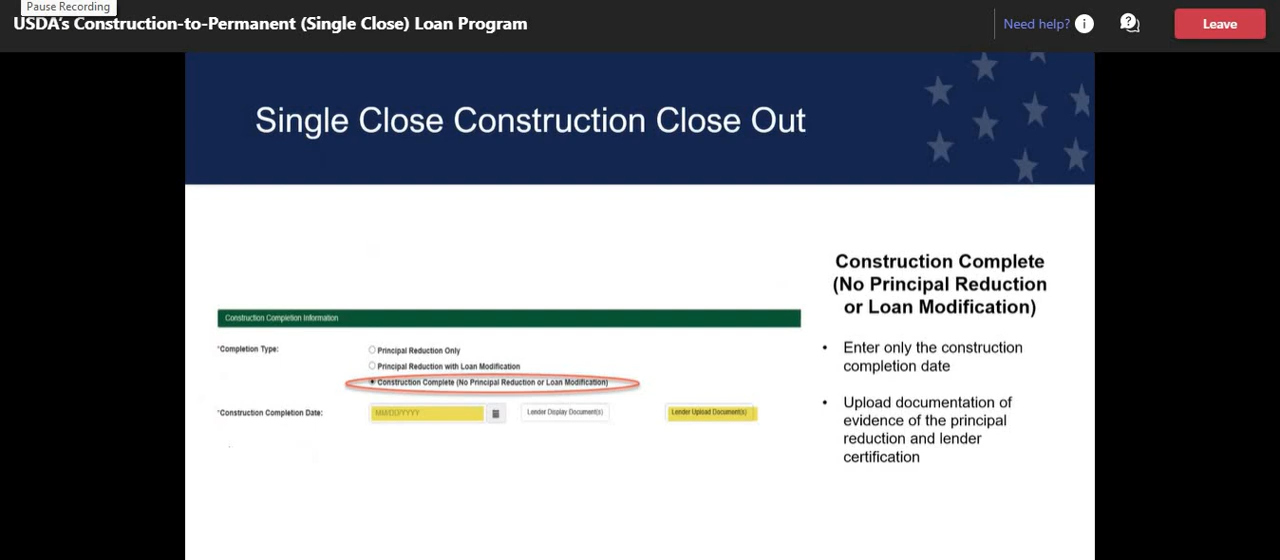 Pause Recording
USDA's Construction-to-Permanent (Single Close) Loan Program
Need help?
Leave
Single Close Construction Close Out
Construction Completion Information
*Completion Type:
Principal Reduction Only
Principal Reduction with Loan Modification
Construction Complete (No Principal Reduction or Loan Modification)
*Construction Completion Date:
MM/DD/YYYY
Lender Display Document(s)
Lender Upload Document(s)
Construction Complete
(No Principal Reduction
or Loan Modification)
• Enter only the construction
completion date
• Upload documentation of
evidence of the principal
reduction and lender
certification